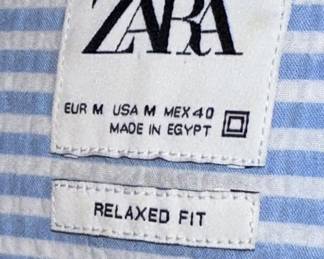 ZARA
EUR M USA M MEX 40
MADE IN EGYPT
RELAXED FIT